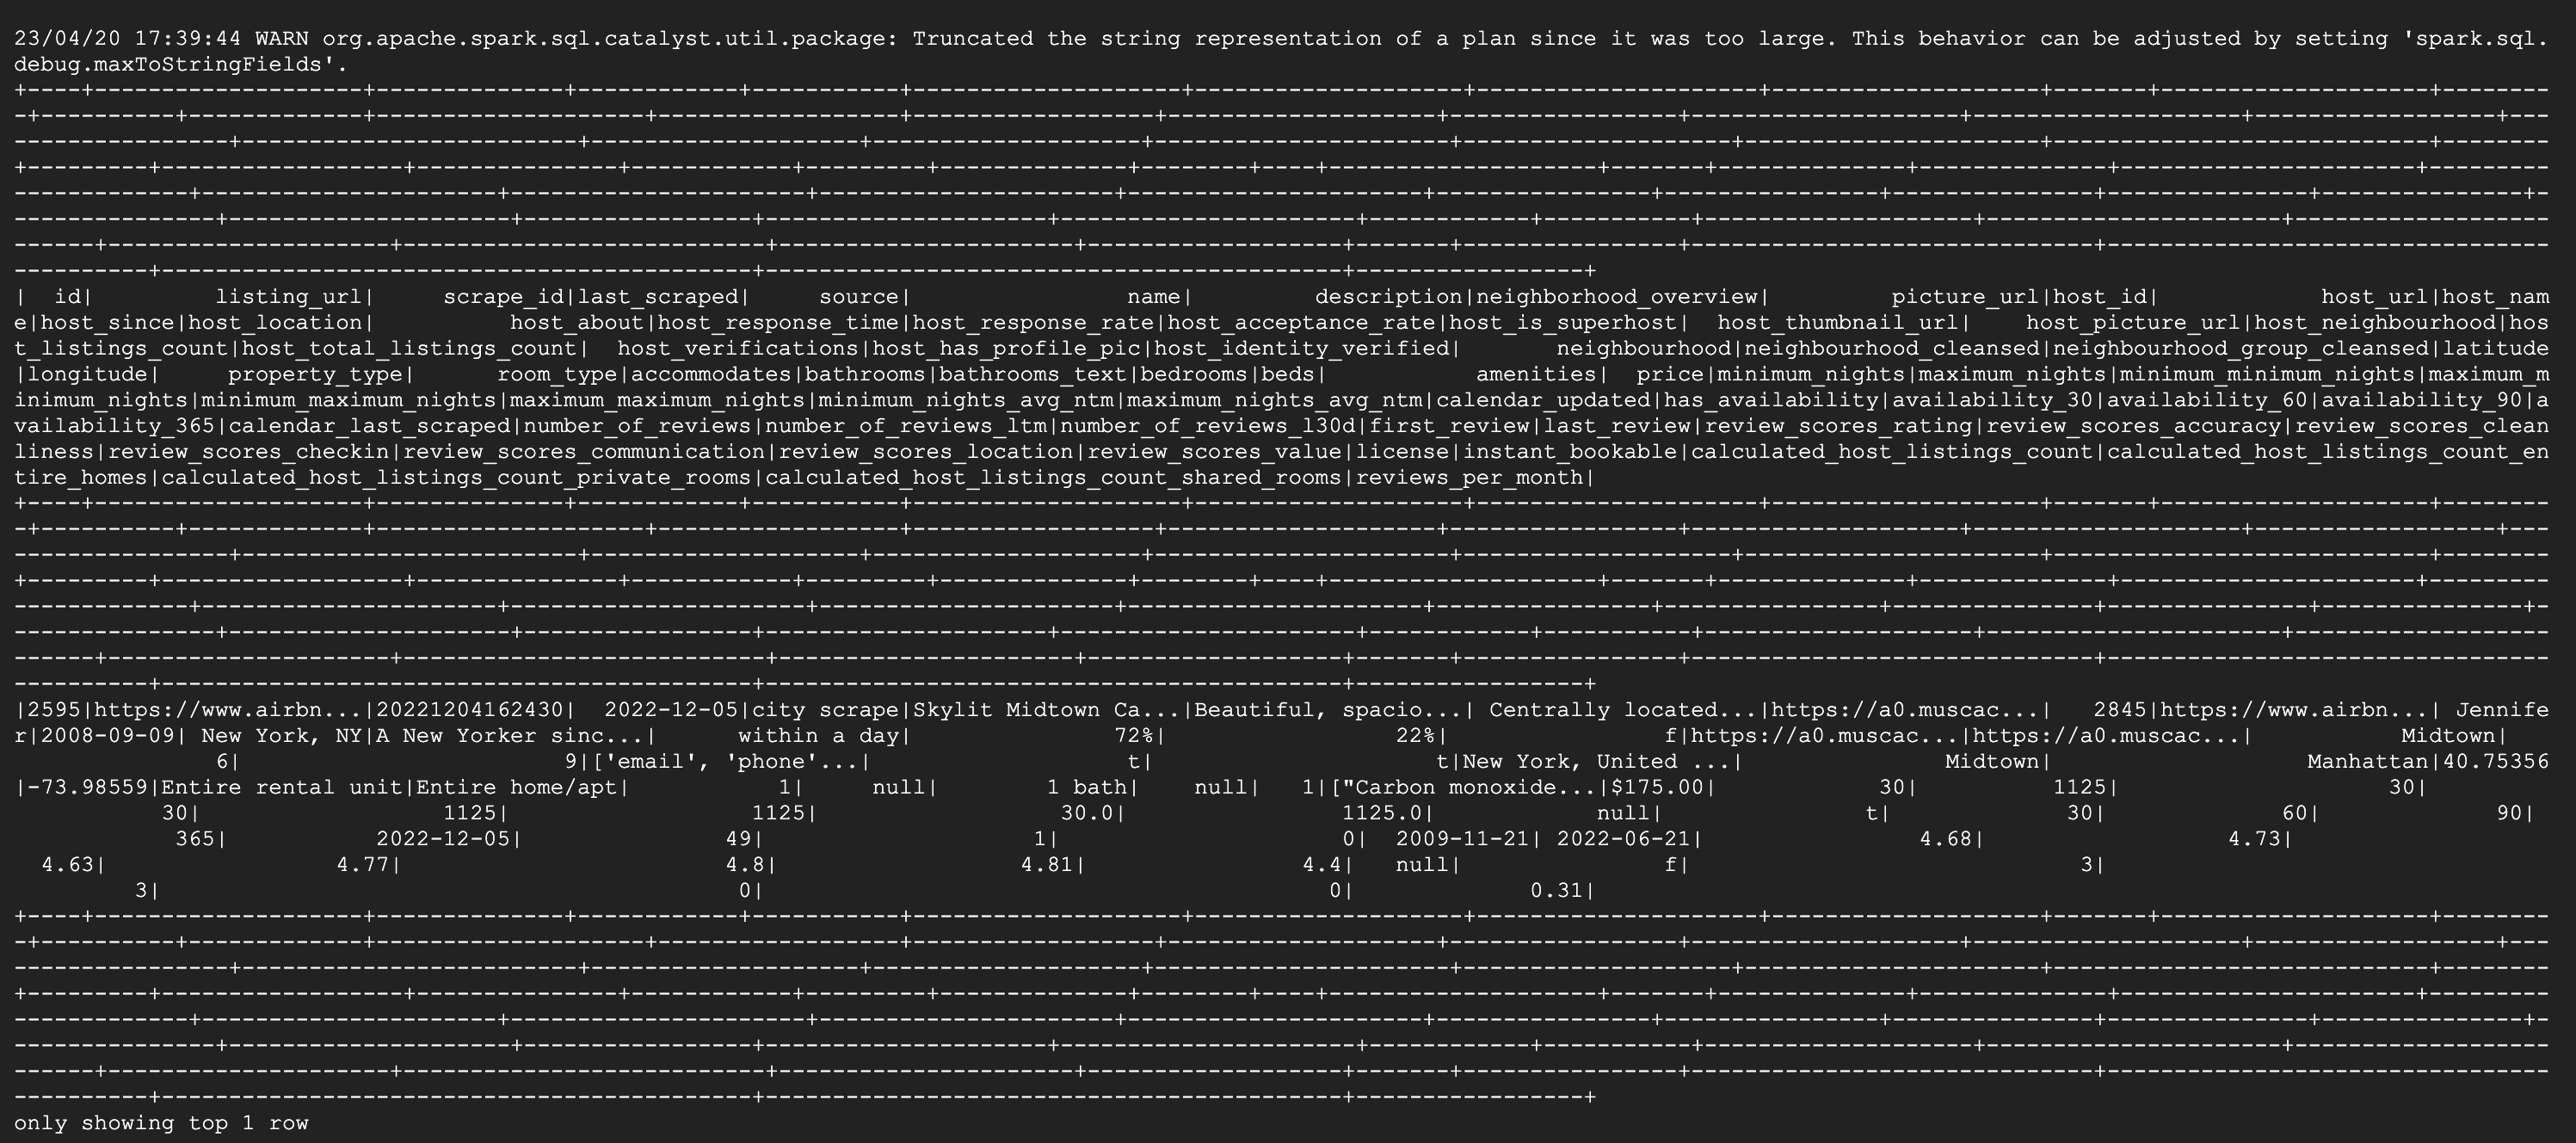 23/04/20 17:39:44 WARN org.apache.spark.sql.catalyst.util.package: Truncated the string representation of a plan since it was too large. This behavior can be adjusted by setting 'spark.sql.
debug.maxToStringFields'.
| id| listing_url| scrape_id|last_scraped| source| name| description|neighborhood_overview| picture_url|host_id| host_url|host_nam
e|host_since|host_location| host_about|host_response_time|host_response_rate|host_acceptance_rate|host_is_superhost| host_thumbnail_url| host_picture_url|host_neighbourhood|hos
t_listings_count|host_total_listings_count| host_verifications|host_has_profile_pic|host_identity_verified| neighbourhood|neighbourhood_cleansed|neighbourhood_group_cleansed|latitude
|longitude| property_type| room_type|accommodates|bathrooms|bathrooms_text|bedrooms|beds| amenities| price|minimum_nights|maximum_nights|minimum_minimum_nights|maximum_m
inimum_nights|minimum_maximum_nights|maximum_maximum_nights|minimum_nights_avg_ntm|maximum_nights_avg_ntm|calendar_updated|has_availability|availability_30|availability_60|availability_90|a
vailability_365|calendar_last_scraped|number_of_reviews|number_of_reviews_ltm|number_of_reviews_l30d|first_review|last_review|review_scores_rating|review_scores_accuracy|review_scores_clean
liness|review_scores_checkin|review_scores_communication|review_scores_location|review_scores_value|license|instant_bookable|calculated_host_listings_count|calculated_host_listings_count_en
tire_homes|calculated_host_listings_count_private_rooms|calculated_host_listings_count_shared_rooms|reviews_per_month|
|2595|https://www.airbn...|20221204162430| 2022-12-05|city scrape|Skylit Midtown Ca...|Beautiful, spacio...| Centrally located...|https://a0.muscac...| 2845|https://www.airbn...| Jennife
r|2008-09-09| New York, NY|A New Yorker sinc...| within a day| 72%| 22%| f|https://a0.muscac...|https://a0.muscac...| Midtown|
6| 9|['email', 'phone'...| t| t|New York, United ...| Midtown| Manhattan|40.75356
|-73.98559|Entire rental unit|Entire home/apt| 1| null| 1 bath| null| 1|["Carbon monoxide...|$175.00| 30| 1125| 30|
30| 1125| 1125| 30.0| 1125.0| null| t| 30| 60| 90|
365| 2022-12-05| 49| 1| 0| 2009-11-21| 2022-06-21| 4.68| 4.73|
4.63| 4.77| 4.8| 4.81| 4.4| null| f| 3|
3| 0| 0| 0.31|
only showing top 1 row